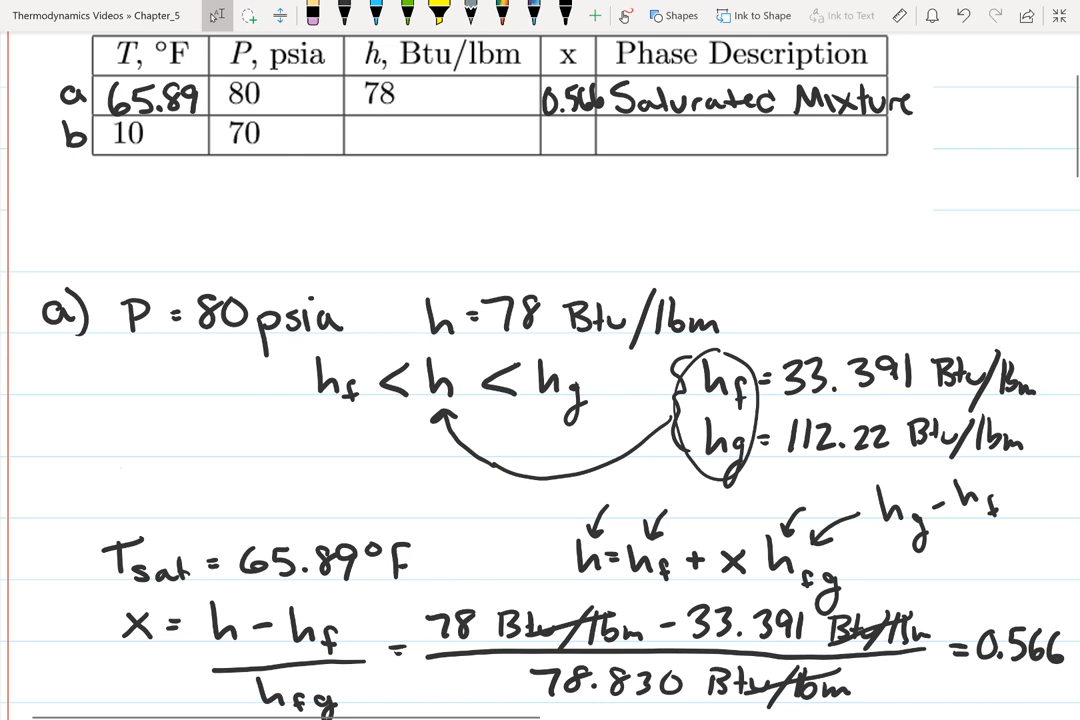 Thermodynamics Videos » Chapter_5
Shapes
Ink to Shape
Ink to Text
T, °F P, psia h, Btu/lbm x Phase Description
a 65.89 80 78 0.566 Saturated Mixture
b 10 70
a) P = 80 psia h = 78 Btu/lbm
hf < h < hg
hf = 33.391 Btu/lbm
hg = 112.22 Btu/lbm
hg - hf
Tsat = 65.89°F
h = hf + x hfg
x = h - hf / hfg = 78 Btu/lbm - 33.391 Btu/lbm / 78.830 Btu/lbm = 0.566